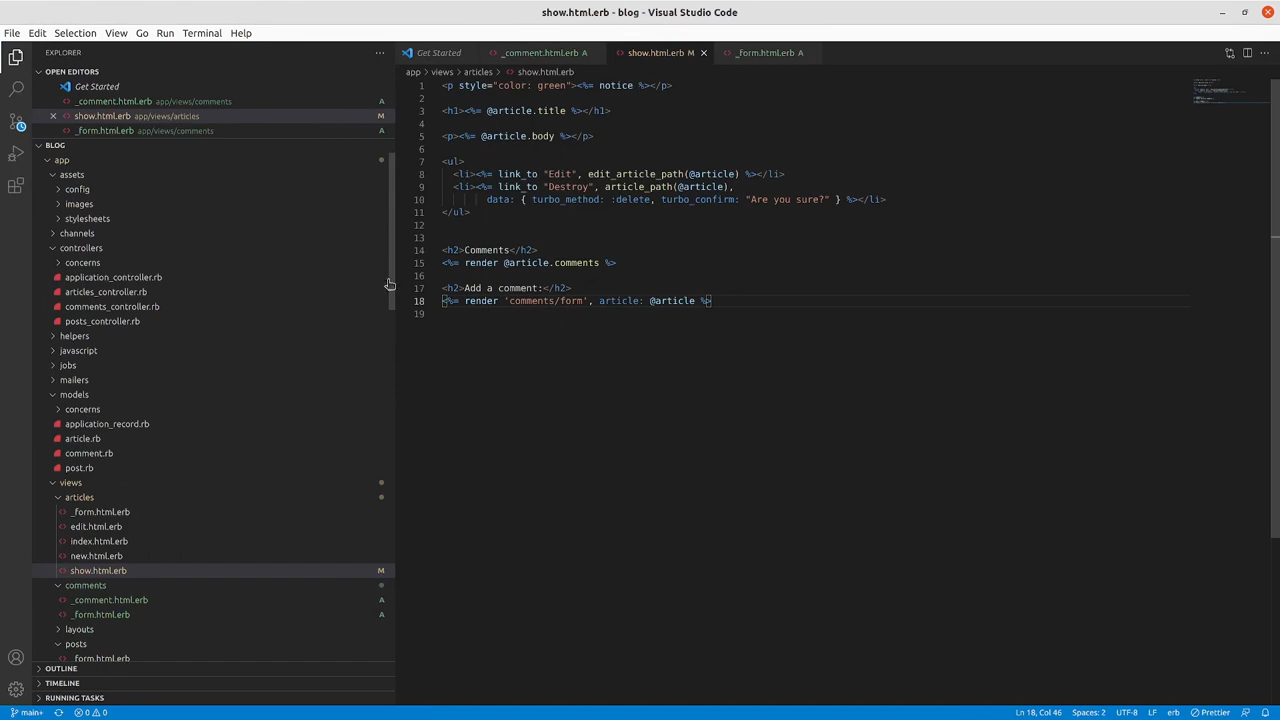 show.html.erb - blog - Visual Studio Code
File Edit Selection View Go Run Terminal Help
EXPLORER
OPEN EDITORS
Get Started
_comment.html.erb app/views/comments A
show.html.erb app/views/articles M
_form.html.erb app/views/comments A
BLOG
app
assets
config
images
stylesheets
channels
controllers
concerns
application_controller.rb
articles_controller.rb
comments_controller.rb
posts_controller.rb
helpers
javascript
jobs
mailers
models
concerns
application_record.rb
article.rb
comment.rb
post.rb
views
articles
_form.html.erb
edit.html.erb
index.html.erb
new.html.erb
show.html.erb M
comments
_comment.html.erb A
_form.html.erb A
layouts
posts
_form.html.erb
OUTLINE
TIMELINE
RUNNING TASKS
Get Started _comment.html.erb A show.html.erb M _form.html.erb A
app > views > articles > show.html.erb
1 <p style="color: green"><%= notice %></p>
2
3 <h1><%= @article.title %></h1>
4
5 <p><%= @article.body %></p>
6
7 <ul>
8 <li><%= link_to "Edit", edit_article_path(@article) %></li>
9 <li><%= link_to "Destroy", article_path(@article),
10 data: { turbo_method: :delete, turbo_confirm: "Are you sure?" } %></li>
11 </ul>
12
13
14 <h2>Comments</h2>
15 <%= render @article.comments %>
16
17 <h2>Add a comment:</h2>
18 <%= render 'comments/form', article: @article %>
19
main+ 0 0 Ln 18, Col 46 Spaces: 2 UTF-8 LF erb Prettier